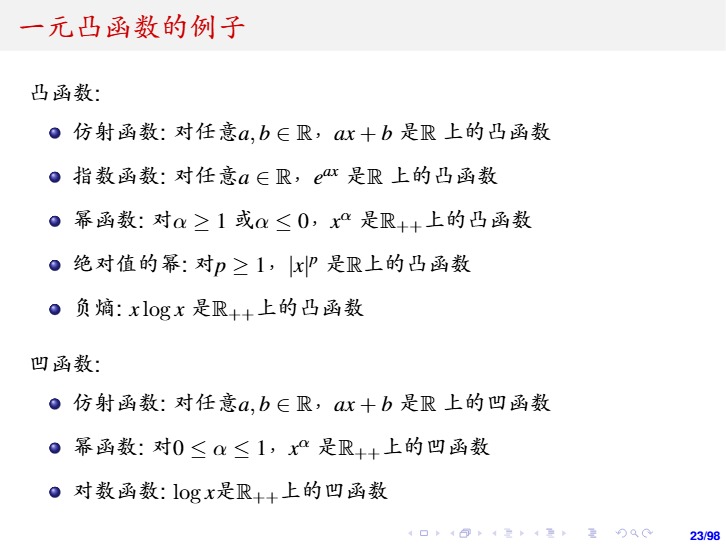 一元凸函数的例子
凸函数:
仿射函数: 对任意a, b ∈ ℝ，ax + b 是ℝ 上的凸函数
指数函数: 对任意a ∈ ℝ，e^{ax} 是ℝ 上的凸函数
幂函数: 对α ≥ 1 或α ≤ 0，x^α 是ℝ₊₊上的凸函数
绝对值的幂: 对p ≥ 1，|x|^p 是ℝ上的凸函数
负熵: x log x 是ℝ₊₊上的凸函数
凹函数:
仿射函数: 对任意a, b ∈ ℝ，ax + b 是ℝ 上的凹函数
幂函数: 对0 ≤ α ≤ 1，x^α 是ℝ₊₊上的凹函数
对数函数: log x是ℝ₊₊上的凹函数
23/98